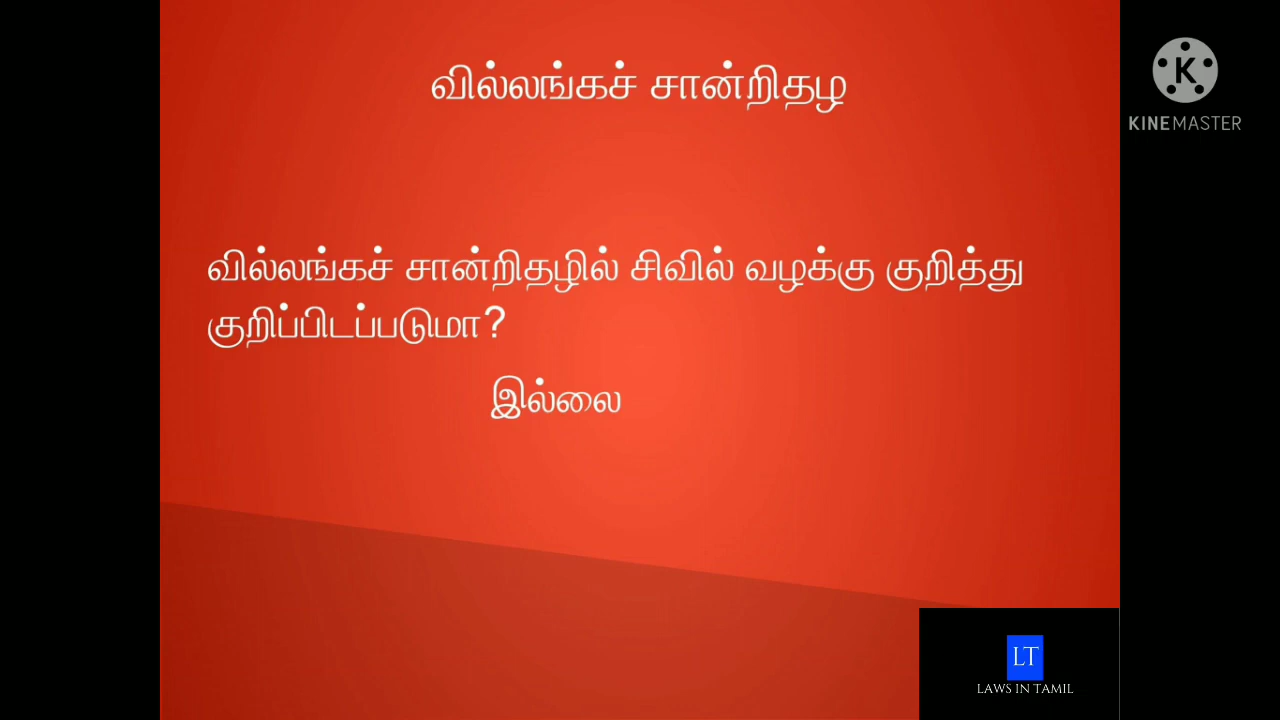 வில்லங்கச் சான்றிதழ
வில்லங்கச் சான்றிதழில் சிவில் வழக்கு குறித்து
குறிப்பிடப்படுமா?
இல்லை
K
KINEMASTER
LT
LAWS IN TAMIL